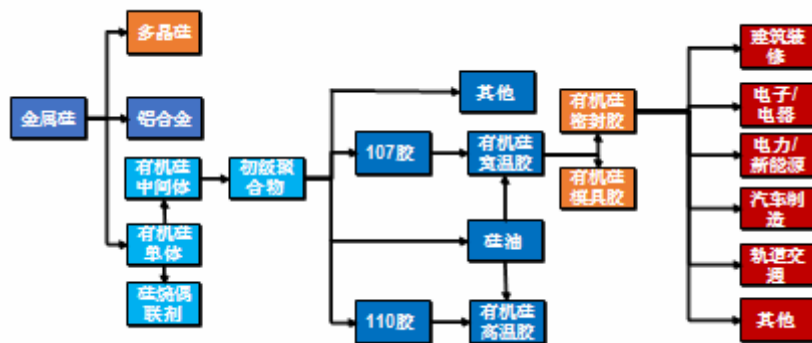 多晶硅
金属硅
铝合金
有机硅
中间体
有机硅
单体
硅烷偶
联剂
初级聚
合物
其他
107胶
有机硅
室温胶
硅油
110胶
有机硅
高温胶
有机硅
密封胶
有机硅
模具胶
建筑装
修
电子/
电器
电力/
新能源
汽车制
造
轨道交
通
其他